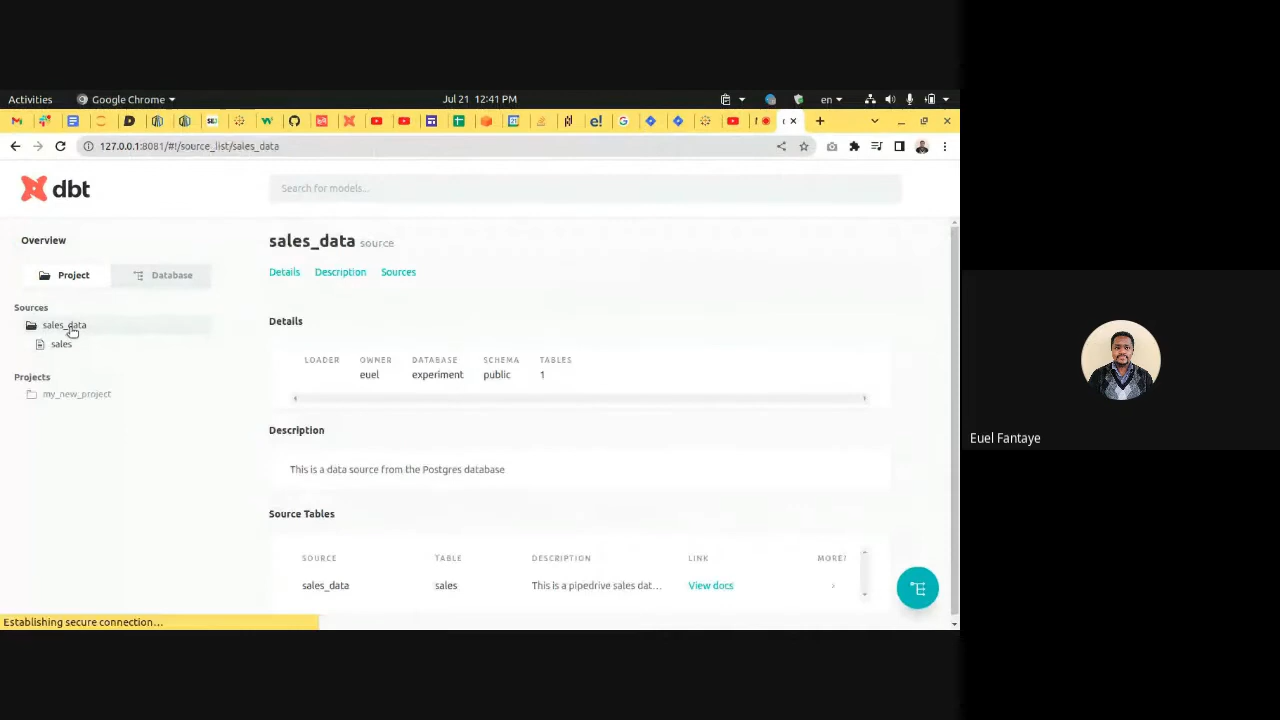 Activities
Google Chrome
Jul 21 12:41 PM
en
127.0.0.1:8081/#!/source_list/sales_data
dbt
Search for models...
Overview
Project
Database
Sources
sales_data
sales
Projects
my_new_project
sales_data source
Details Description Sources
Details
LOADER OWNER DATABASE SCHEMA TABLES
euel experiment public 1
Description
This is a data source from the Postgres database
Source Tables
SOURCE TABLE DESCRIPTION LINK MORE?
sales_data sales This is a pipedrive sales dat... View docs
Establishing secure connection...
Euel Fantaye